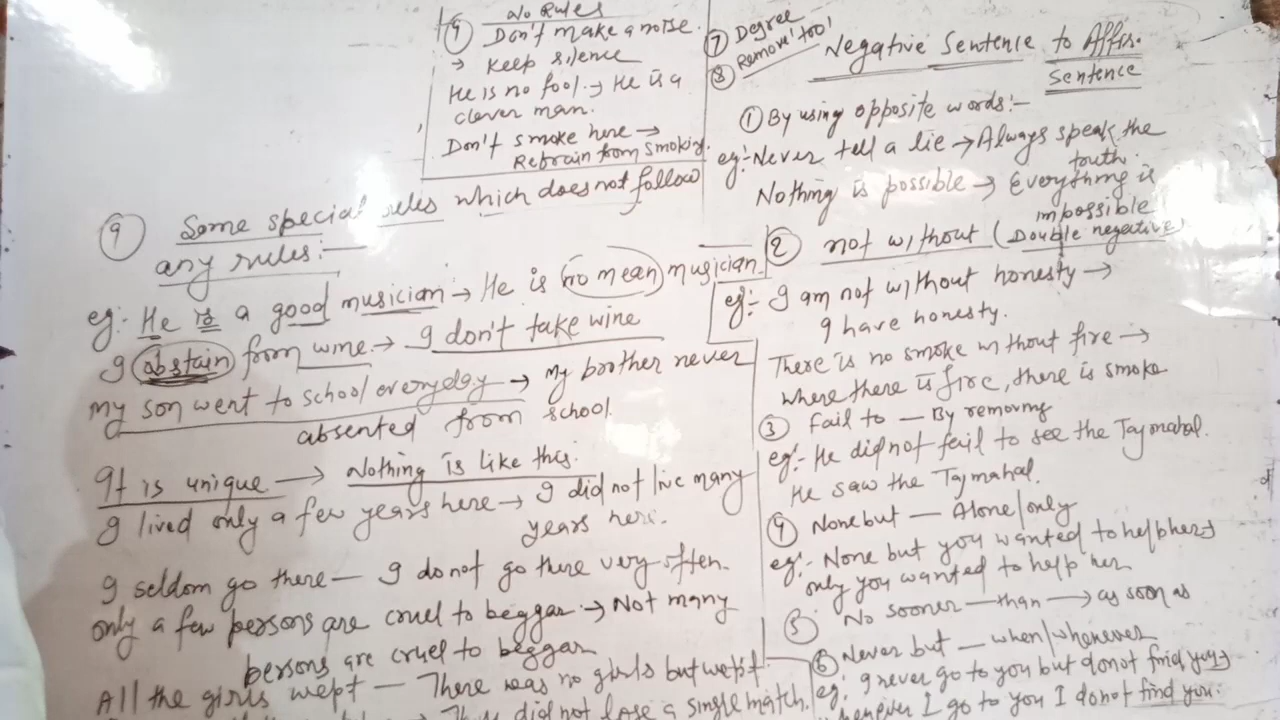 Negative Sentence to Affir.
Sentence
① By using opposite words:-
eg:- Never tell a lie → Always speak the
truth
Nothing is possible → Everything is
impossible
② not without (Double negative)
eg:- I am not without honesty →
I have honesty.
There is no smoke without fire →
where there is fire, there is smoke
③ Fail to — By removing
eg:- He did not fail to see the Tajmahal.
He saw the Tajmahal.
④ None but — Alone/only
eg:- None but you wanted to help her →
only you wanted to help her
⑤ No sooner — than → as soon as
⑥ Never but — when/whenever
eg: I never go to you but donot find you →
whenever I go to you I donot find you.
⑦ Degree
⑧ Remove 'too'
⑨ No Rules
Don't make a noise.
→ Keep silence
He is no fool → He is a
clever man.
Don't smoke here →
Refrain from smoking.
⑨ Some special rules which does not follow
any rules:-
eg:- He is a good musician → He is no mean musician
I abstain from wine. → I don't take wine
My son went to school everyday → My brother never
absented from school.
It is unique → Nothing is like this.
I lived only a few years here → I did not live many
years here.
I seldom go there — I do not go there very often.
only a few persons are cruel to beggar. → Not many
persons are cruel to beggar
All the girls wept — There was no girls but wept
did not lose a single match.